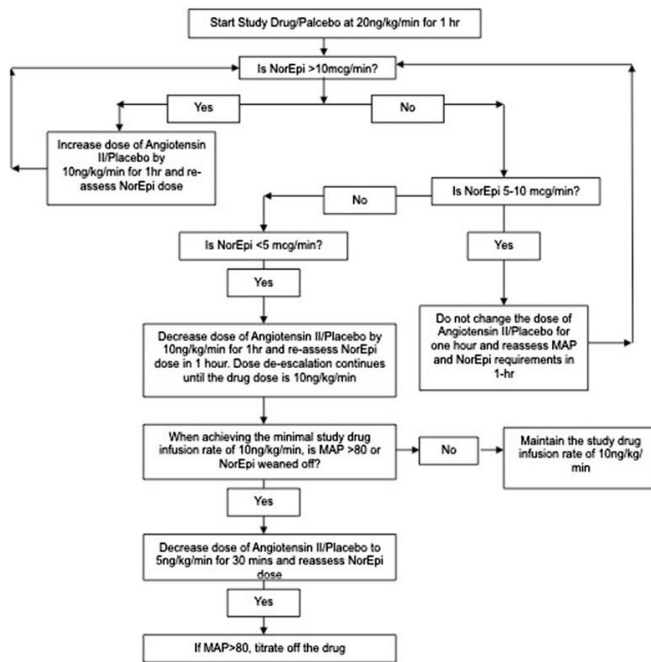 Start Study Drug/Palcebo at 20ng/kg/min for 1 hr
Is NorEpi >10mcg/min?
Yes
No
Increase dose of Angiotensin
II/Placebo by
10ng/kg/min for 1hr and re-
assess NorEpi dose
No
Is NorEpi 5-10 mcg/min?
Is NorEpi <5 mcg/min?
Yes
Yes
Decrease dose of Angiotensin II/Placebo by
10ng/kg/min for 1hr and re-assess NorEpi
dose in 1 hour. Dose de-escalation continues
until the drug dose is 10ng/kg/min
Do not change the dose of
Angiotensin II/Placebo for
one hour and reassess MAP
and NorEpi requirements in
1-hr
When achieving the minimal study drug
infusion rate of 10ng/kg/min, is MAP >80 or
NorEpi weaned off?
No
Maintain the study drug
infusion rate of 10ng/kg/
min
Yes
Decrease dose of Angiotensin II/Placebo to
5ng/kg/min for 30 mins and reassess NorEpi
dose
Yes
If MAP>80, titrate off the drug